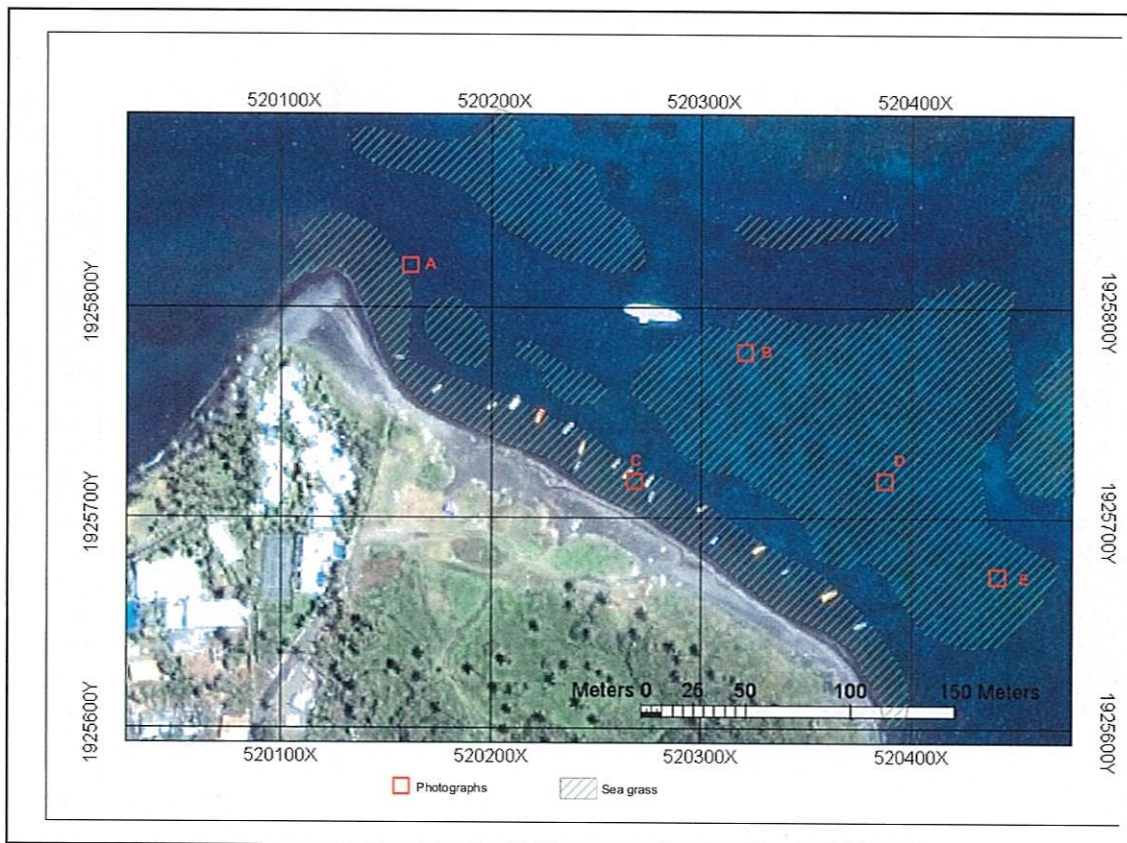 520100X 520200X 520300X 520400X
A
1925800Y 1925800Y
B
C D
1925700Y 1925700Y
E
Meters 0 25 50 100 150 Meters
1925600Y 1925600Y
520100X 520200X 520300X 520400X
Photographs Sea grass